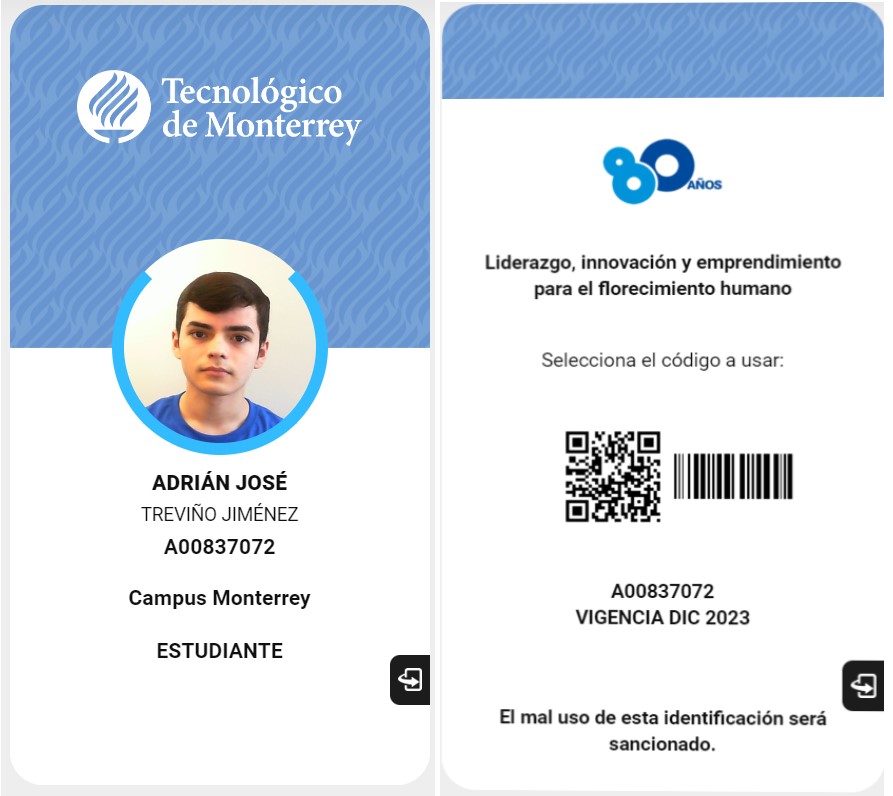 Tecnológico
de Monterrey
ADRIÁN JOSÉ
TREVIÑO JIMÉNEZ
A00837072
Campus Monterrey
ESTUDIANTE
80 AÑOS
Liderazgo, innovación y emprendimiento
para el florecimiento humano
Selecciona el código a usar:
A00837072
VIGENCIA DIC 2023
El mal uso de esta identificación será
sancionado.